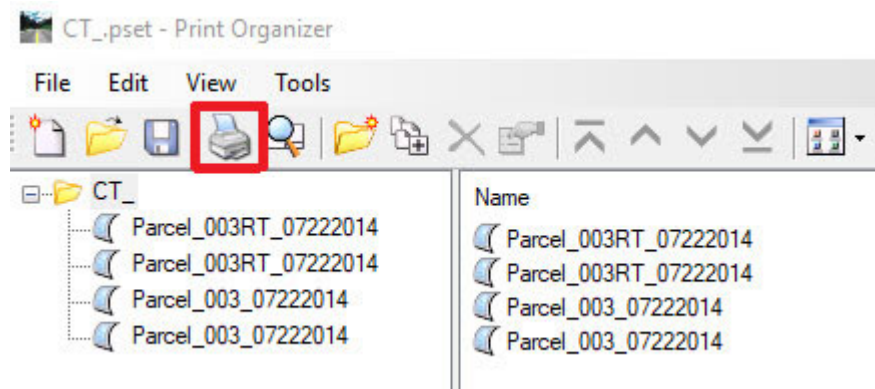 CT_.pset - Print Organizer
File Edit View Tools
CT_
Parcel_003RT_07222014
Parcel_003RT_07222014
Parcel_003_07222014
Parcel_003_07222014
Name
Parcel_003RT_07222014
Parcel_003RT_07222014
Parcel_003_07222014
Parcel_003_07222014